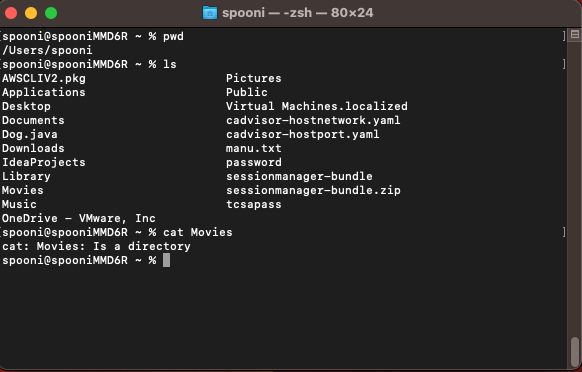 spooni — -zsh — 80×24
[spooni@spooniMMD6R ~ % pwd ]
/Users/spooni
[spooni@spooniMMD6R ~ % ls ]
AWSCLIV2.pkg Pictures
Applications Public
Desktop Virtual Machines.localized
Documents cadvisor-hostnetwork.yaml
Dog.java cadvisor-hostport.yaml
Downloads manu.txt
IdeaProjects password
Library sessionmanager-bundle
Movies sessionmanager-bundle.zip
Music tcsapass
OneDrive - VMware, Inc
[spooni@spooniMMD6R ~ % cat Movies ]
cat: Movies: Is a directory
spooni@spooniMMD6R ~ %